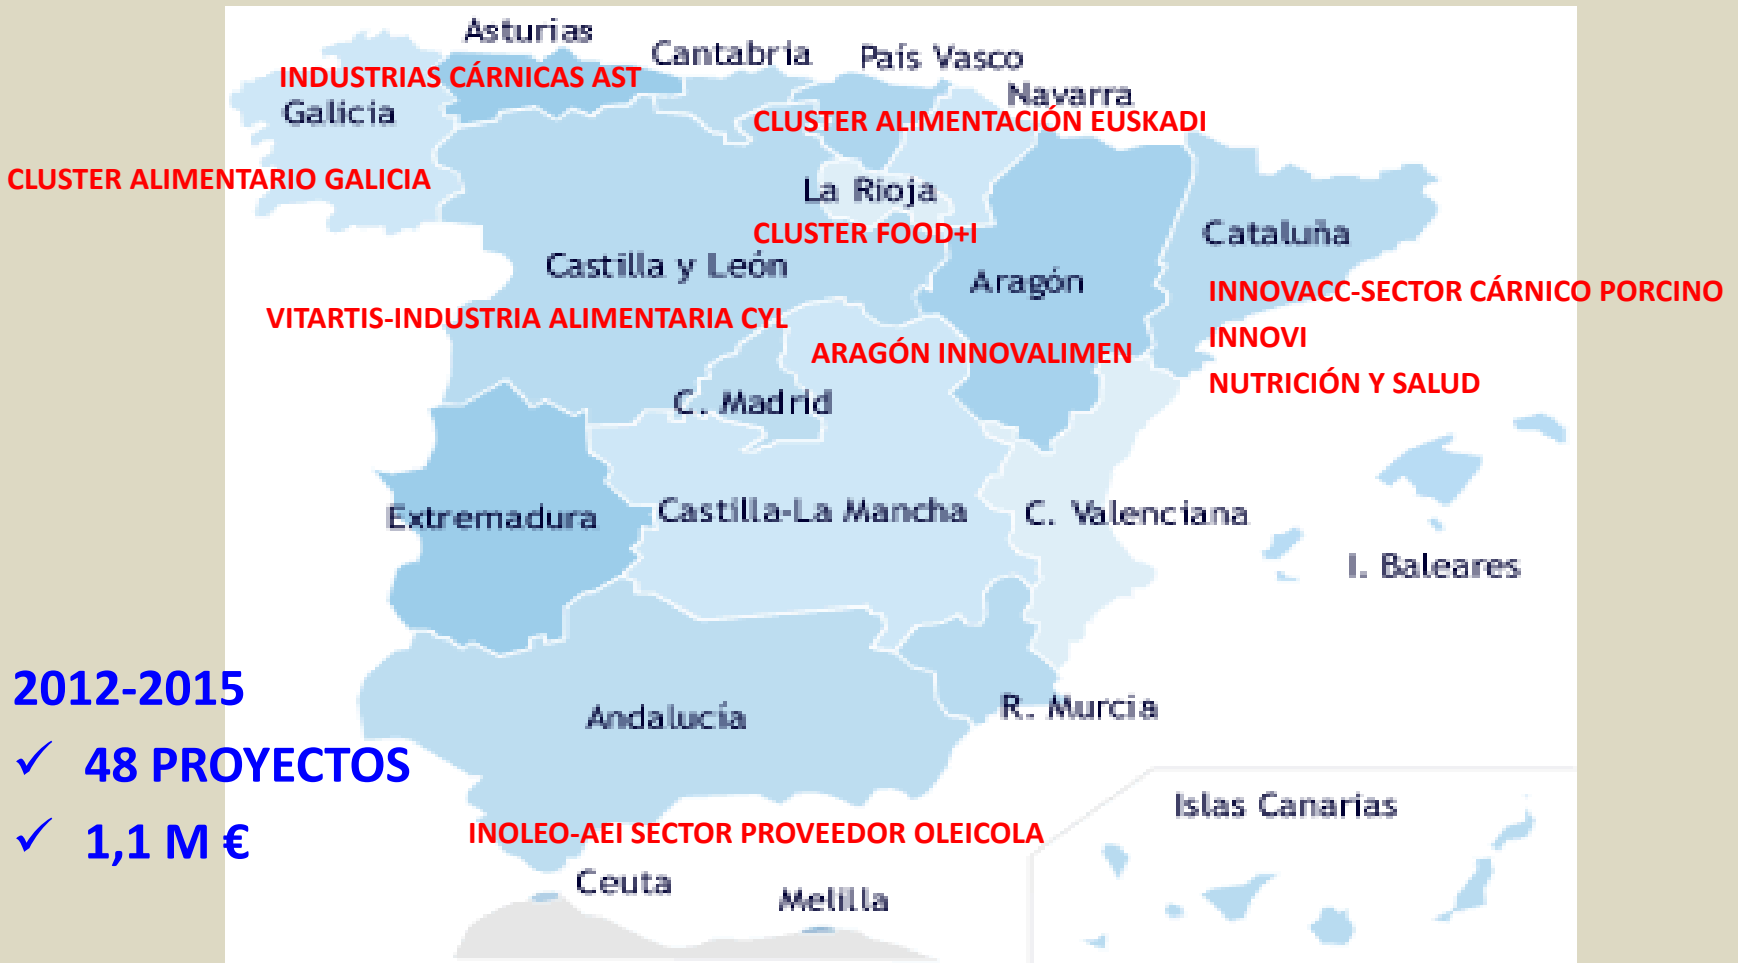 Asturias
Cantabria
País Vasco
INDUSTRIAS CÁRNICAS AST
Navarra
Galicia
CLUSTER ALIMENTACIÓN EUSKADI
CLUSTER ALIMENTARIO GALICIA
La Rioja
CLUSTER FOOD+I
Cataluña
Castilla y León
Aragón
INNOVACC-SECTOR CÁRNICO PORCINO
VITARTIS-INDUSTRIA ALIMENTARIA CYL
INNOVI
ARAGÓN INNOVALIMEN
NUTRICIÓN Y SALUD
C. Madrid
Extremadura
Castilla-La Mancha
C. Valenciana
I. Baleares
2012-2015
Andalucía
R. Murcia
✓ 48 PROYECTOS
Islas Canarias
✓ 1,1 M €
INOLEO-AEI SECTOR PROVEEDOR OLEICOLA
Ceuta
Melilla